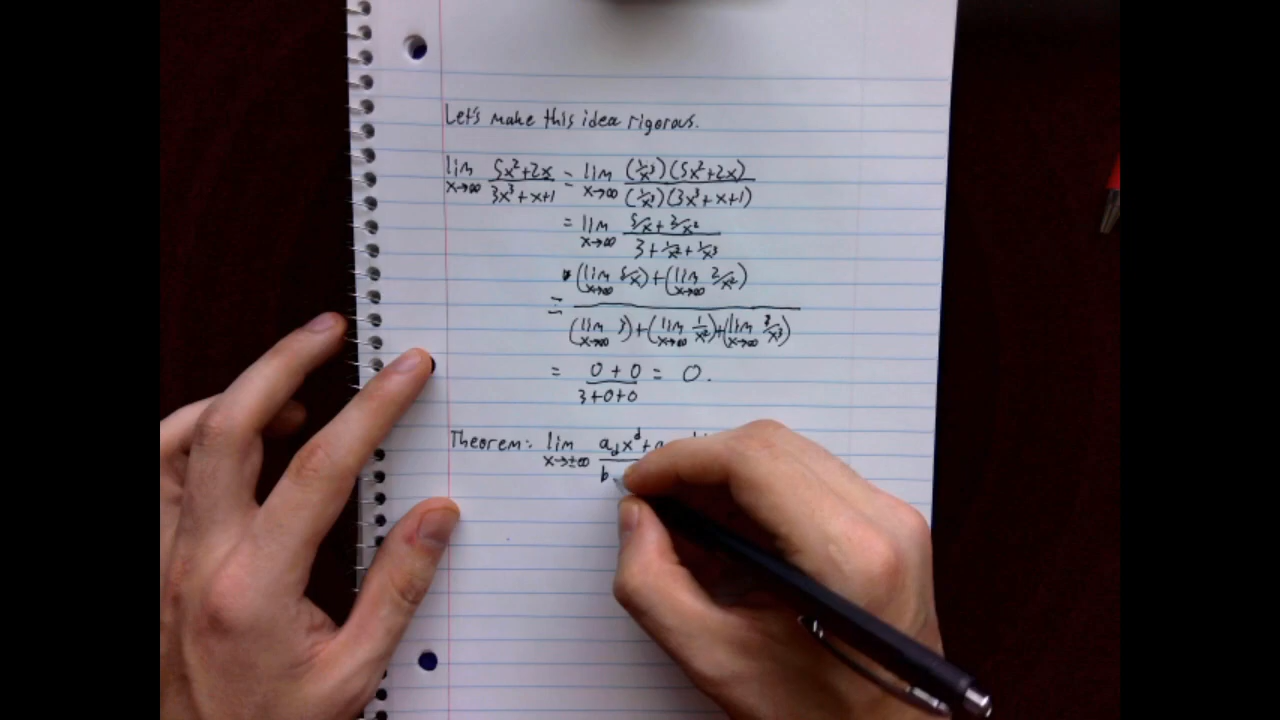 Let's make this idea rigorous.
lim x→∞ (5x²+2x)/(3x³+x+1) = lim x→∞ ((1/x³)(5x²+2x))/((1/x³)(3x³+x+1))
= lim x→∞ (5/x + 2/x²)/(3 + 1/x² + 1/x³)
= ((lim x→∞ 5/x)+(lim x→∞ 2/x²))/((lim x→∞ 3)+(lim x→∞ 1/x²)+(lim x→∞ 3/x³))
= (0+0)/(3+0+0) = 0.
Theorem: lim x→±∞ (a_d x^d + a
b